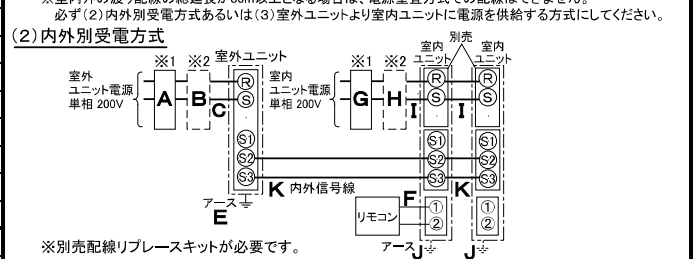 必ず(2)内外別受電方式あるいは(3)室外ユニットより室内ユニットに電源を供給する方式にしてください。
(2)内外別受電方式
別売
※1 ※2 室外ユニット ※1 ※2 室内ユニット 室内ユニット
室外
ユニット電源
単相 200V
A B C R S
室内
ユニット電源
単相 200V
G H I R S I R S
S1 S1 S1
S2 S2 S2
S3 S3 S3
K 内外信号線 K
アース
E
リモコン F ① ①
② ②
アース J J
※別売配線リプレースキットが必要です。